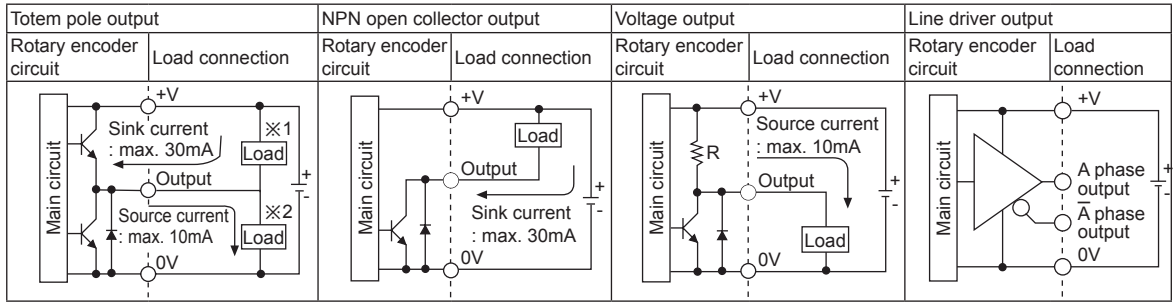 Totem pole output
NPN open collector output
Voltage output
Line driver output
Rotary encoder
circuit
Load connection
Rotary encoder
circuit
Load connection
Rotary encoder
circuit
Load connection
Rotary encoder
circuit
Load
connection
Main circuit
+V
Sink current
: max. 30mA
※1
Load
Output
+
-
Source current
: max. 10mA
※2
Load
0V
Main circuit
+V
Load
Output
+
-
Sink current
: max. 30mA
0V
Main circuit
+V
Source current
: max. 10mA
R
Output
+
-
Load
0V
Main circuit
+V
A phase
output
+
-
A̅ phase
output
0V